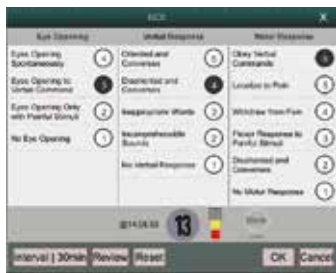 GCS
X
Eye Opening
Verbal Response
Motor Response
Eyes Opening
Spontaneously
4
Oriented and
Converses
5
Obey Verbal
Commands
6
Eyes Opening to
Verbal Command
3
Disoriented and
Converses
4
Localize to Pain
5
Eyes Opening Only
with Painful Stimuli
2
Inappropriate Words
3
Withdraw from Pain
4
No Eye Opening
1
Incomprehensible
Sounds
2
Flexor Response to
Painful Stimuli
3
No Verbal Response
1
Disoriented and
Converses
2
No Motor Response
1
13
Interval | 30min
Review
Reset
OK
Cancel